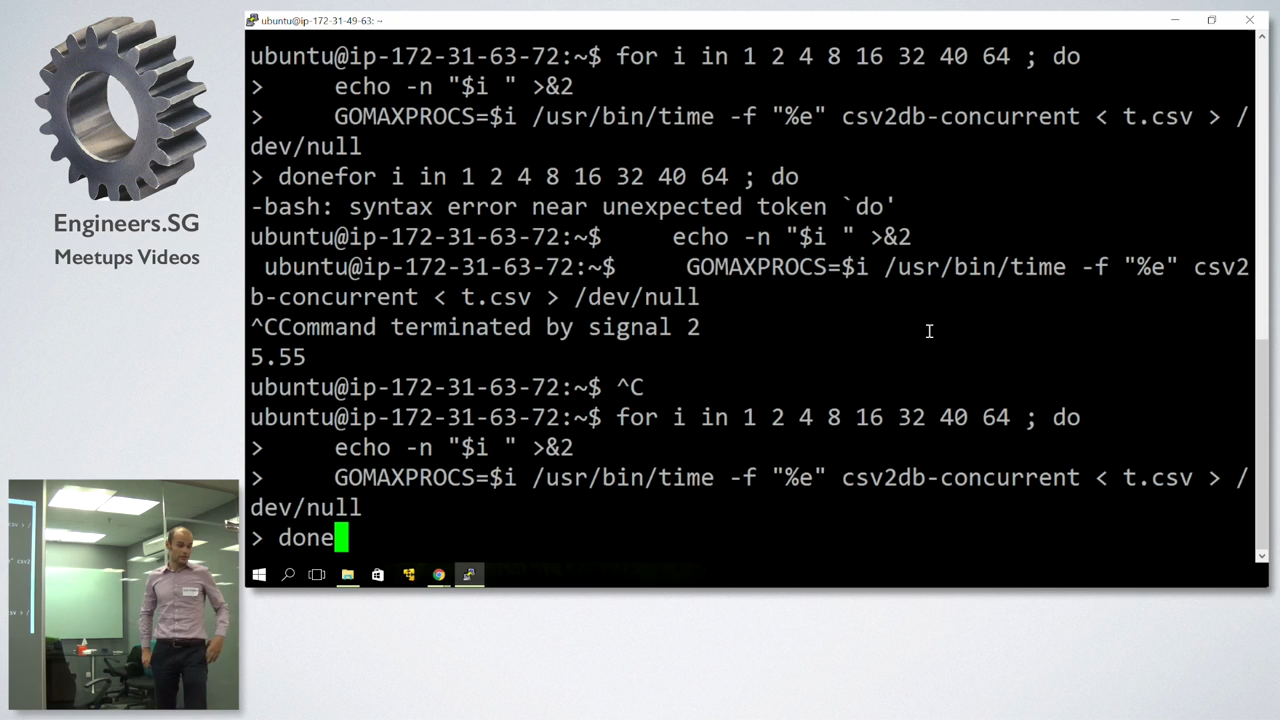 ubuntu@ip-172-31-49-63: ~
ubuntu@ip-172-31-63-72:~$ for i in 1 2 4 8 16 32 40 64 ; do
>     echo -n "$i " >&2
>     GOMAXPROCS=$i /usr/bin/time -f "%e" csv2db-concurrent < t.csv > /
dev/null
> donefor i in 1 2 4 8 16 32 40 64 ; do
-bash: syntax error near unexpected token `do'
ubuntu@ip-172-31-63-72:~$     echo -n "$i " >&2
 ubuntu@ip-172-31-63-72:~$     GOMAXPROCS=$i /usr/bin/time -f "%e" csv2
b-concurrent < t.csv > /dev/null
^CCommand terminated by signal 2
5.55
ubuntu@ip-172-31-63-72:~$ ^C
ubuntu@ip-172-31-63-72:~$ for i in 1 2 4 8 16 32 40 64 ; do
>     echo -n "$i " >&2
>     GOMAXPROCS=$i /usr/bin/time -f "%e" csv2db-concurrent < t.csv > /
dev/null
> done
Engineers.SG
Meetups Videos